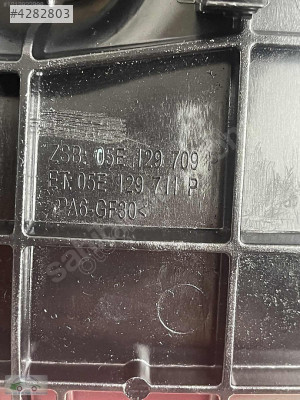 #4282803
ZSB: 05E 129 709
ET: 05E 129 711 P
>PA6-GF30<